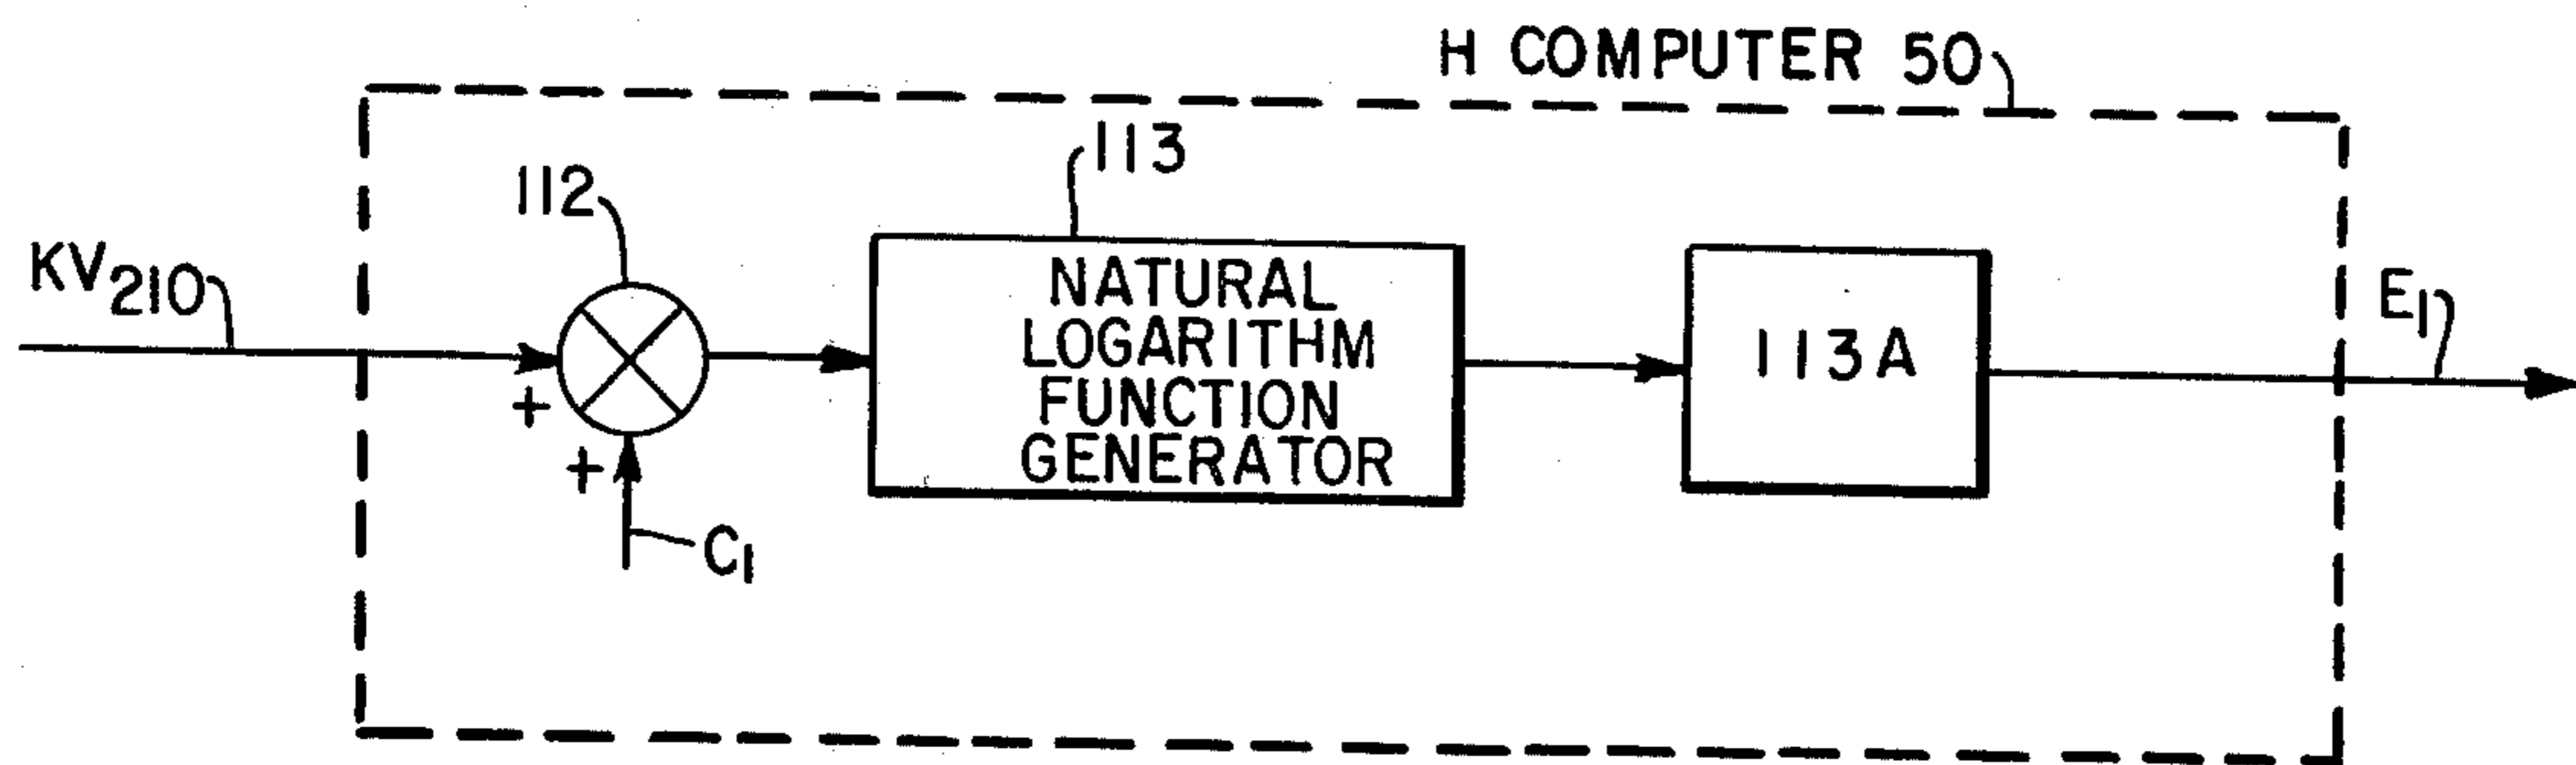 H COMPUTER 50
113
112
KV210
NATURAL
LOGARITHM
FUNCTION
GENERATOR
113A
E1
+
+
C1